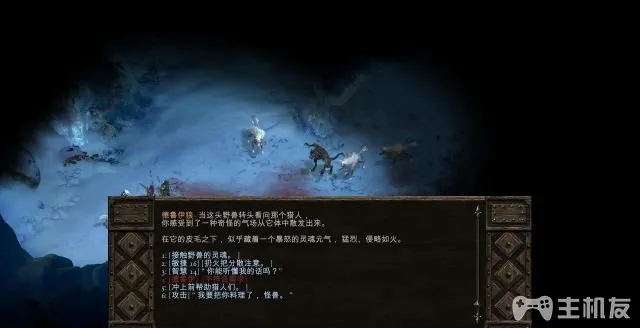 德鲁伊狼 当这头野兽转头看向那个猎人，
你感受到了一种奇怪的气场从它体中散发出来。
在它的皮毛之下，似乎藏着一个暴怒的灵魂元气，猛烈、侵略如火。
1: [接触野兽的灵魂。]
2: [敏捷 16] [扔火把分散注意。]
3: [智慧 14] "你能听懂我的话吗？"
5: [冲上前帮助猎人们。]
6: [攻击] "我要把你料理了，怪兽。"
主机友